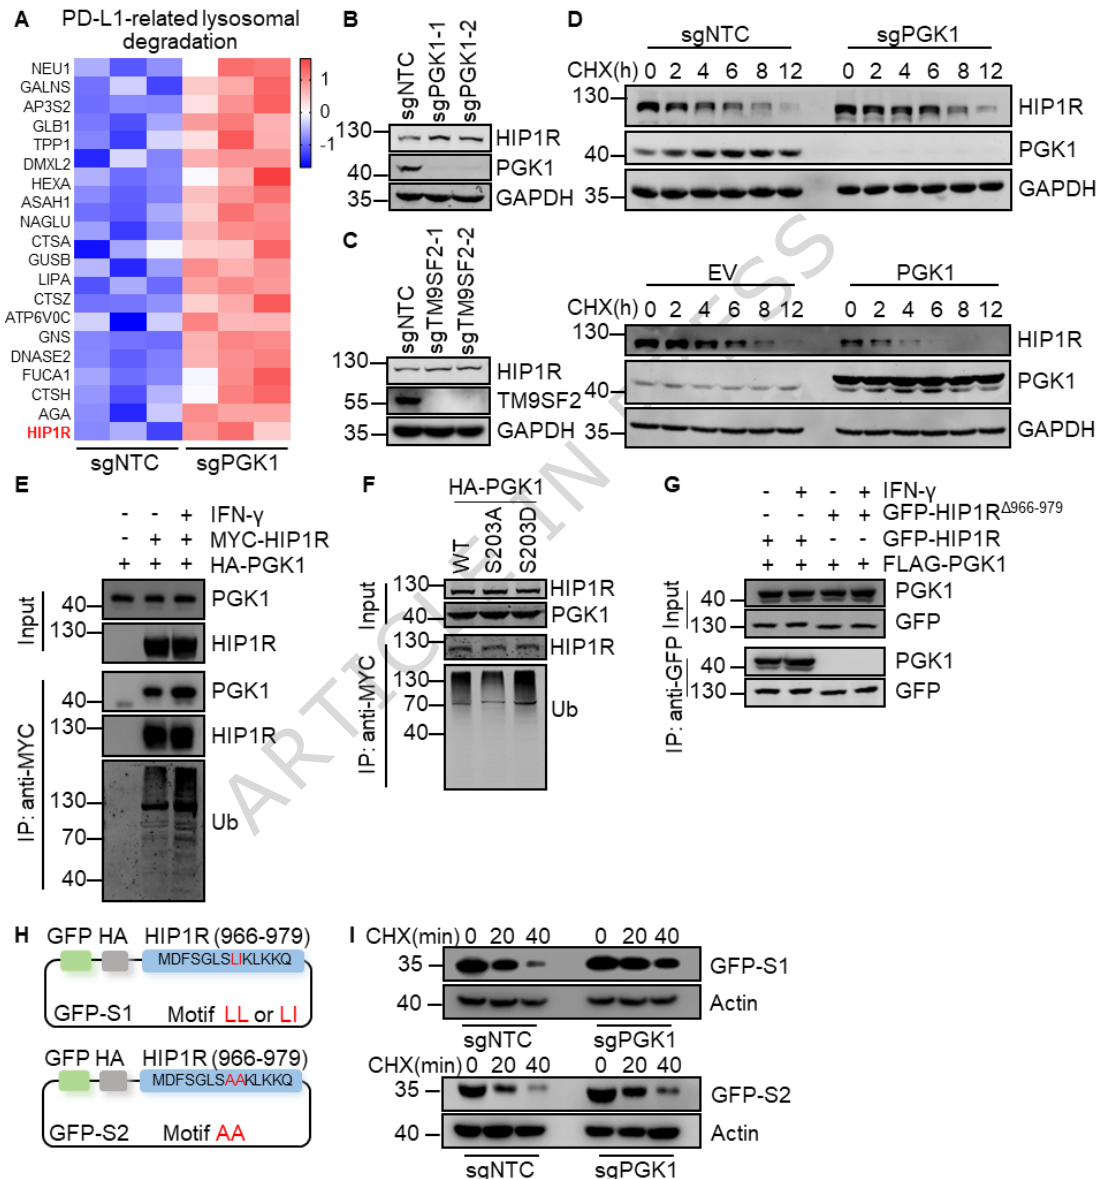 A
PD-L1-related lysosomal
degradation
NEU1
GALNS
AP3S2
GLB1
TPP1
DMXL2
HEXA
ASAH1
NAGLU
CTSA
GUSB
LIPA
CTSZ
ATP6V0C
GNS
DNASE2
FUCA1
CTSH
AGA
HIP1R
1
0
-1
sgNTC sgPGK1
B
sgNTC
sgPGK1-1
sgPGK1-2
130 HIP1R
40 PGK1
35 GAPDH
C
sgNTC
sgTM9SF2-1
sgTM9SF2-2
130 HIP1R
55 TM9SF2
35 GAPDH
D
sgNTC sgPGK1
CHX(h) 0 2 4 6 8 12 0 2 4 6 8 12
130 HIP1R
40 PGK1
35 GAPDH
EV PGK1
CHX(h) 0 2 4 6 8 12 0 2 4 6 8 12
130 HIP1R
40 PGK1
35 GAPDH
E
- - + IFN-γ
- + + MYC-HIP1R
+ + + HA-PGK1
Input
40 PGK1
130 HIP1R
IP: anti-MYC
40 PGK1
130 HIP1R
130
70
40
Ub
F
HA-PGK1
WT
S203A
S203D
Input
130 HIP1R
40 PGK1
IP: anti-MYC
130 HIP1R
130
70
40
Ub
G
- + - + IFN-γ
- - + + GFP-HIP1RΔ966-979
+ + - - GFP-HIP1R
+ + + + FLAG-PGK1
Input
40 PGK1
130 GFP
IP: anti-GFP
40 PGK1
130 GFP
H
GFP HA HIP1R (966-979)
MDFSGLSLIKLKKQ
GFP-S1 Motif LL or LI
GFP HA HIP1R (966-979)
MDFSGLSAAKLKKQ
GFP-S2 Motif AA
I
CHX(min) 0 20 40 0 20 40
35 GFP-S1
40 Actin
sgNTC sgPGK1
CHX(min) 0 20 40 0 20 40
35 GFP-S2
40 Actin
sgNTC sgPGK1
ARTICLE IN PRESS